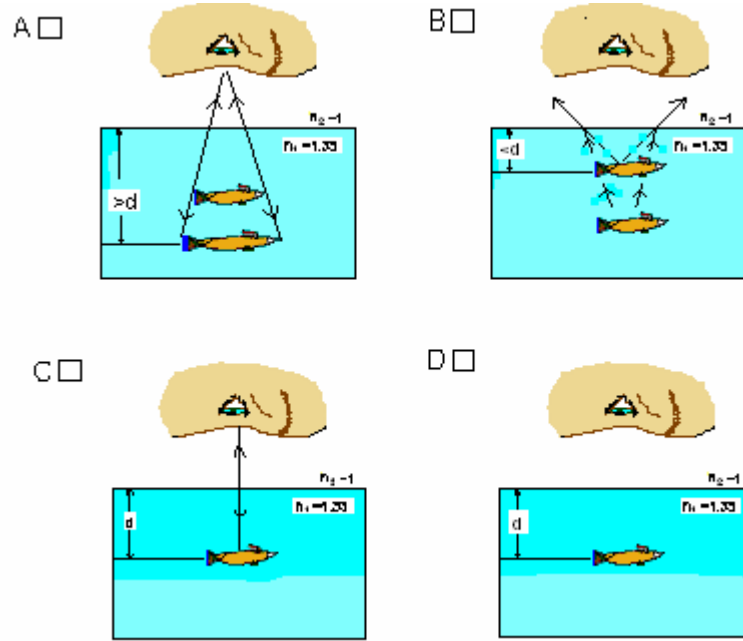 A
B
n₂=1
n₁=1.33
>d
n₂=1
n₁=1.33
<d
C
D
n₂=1
n₁=1.33
d
n₂=1
n₁=1.33
d